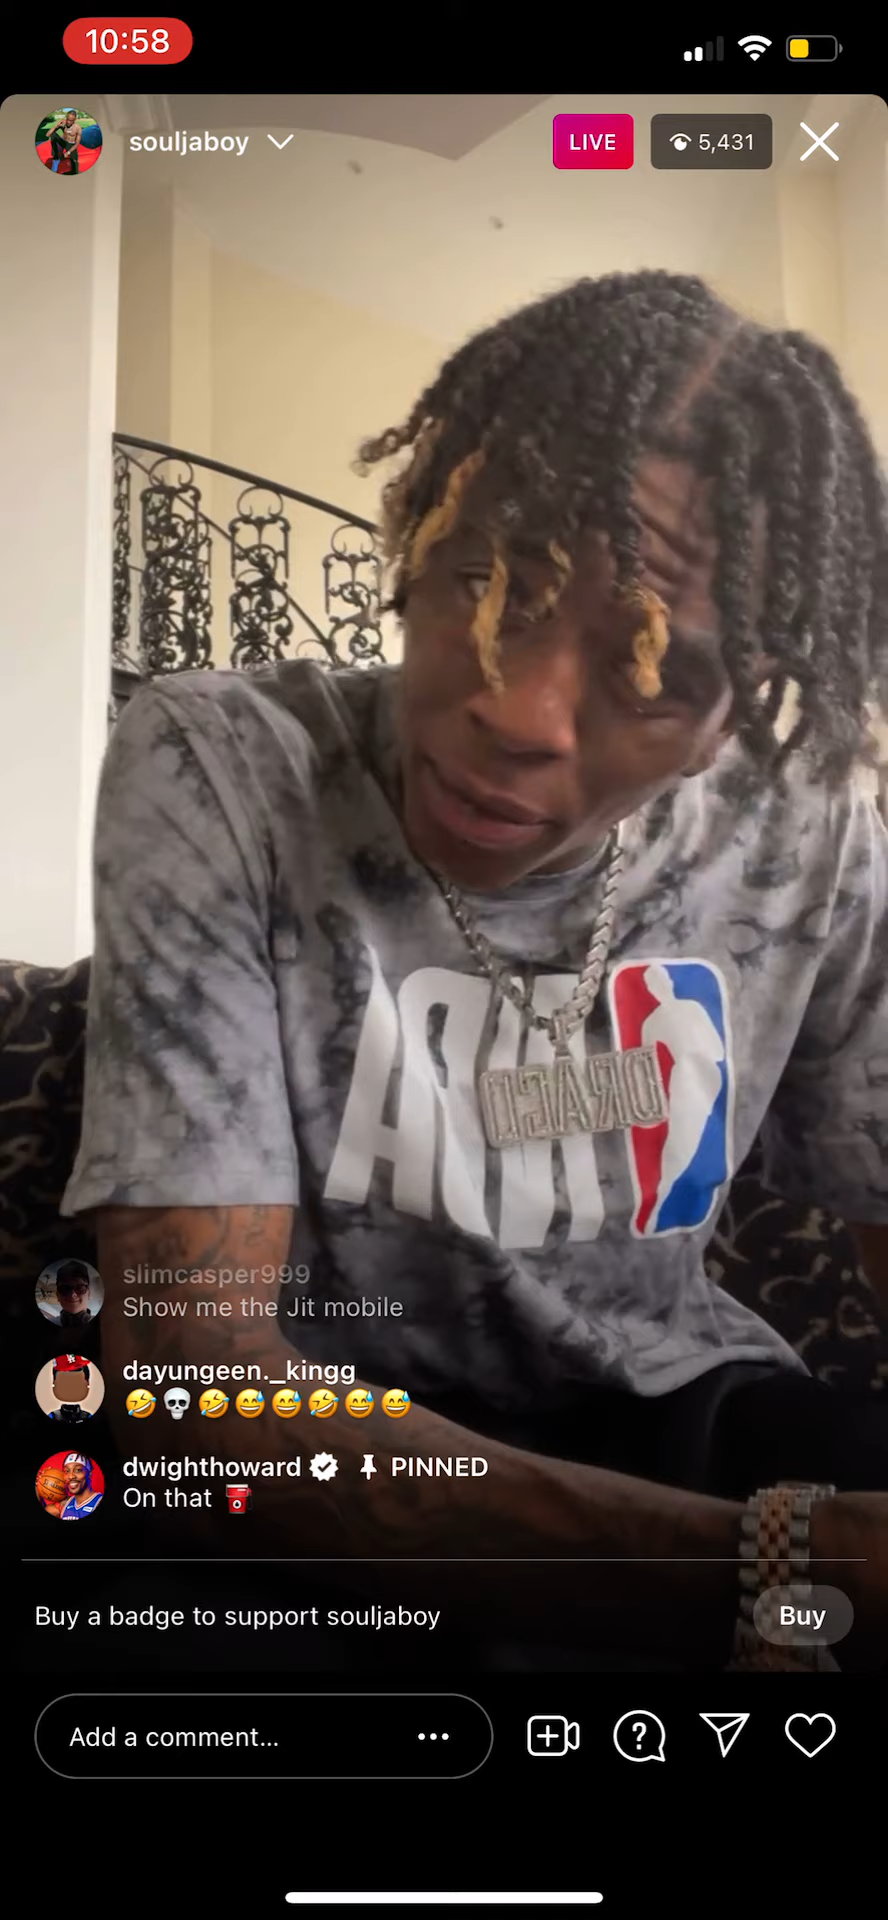 10:58
souljaboy
LIVE
5,431
DRACO
slimcasper999
Show me the Jit mobile
dayungeen._kingg
🤣💀🤣😅😅🤣😅😅
dwighthoward PINNED
On that
Buy a badge to support souljaboy
Buy
Add a comment...